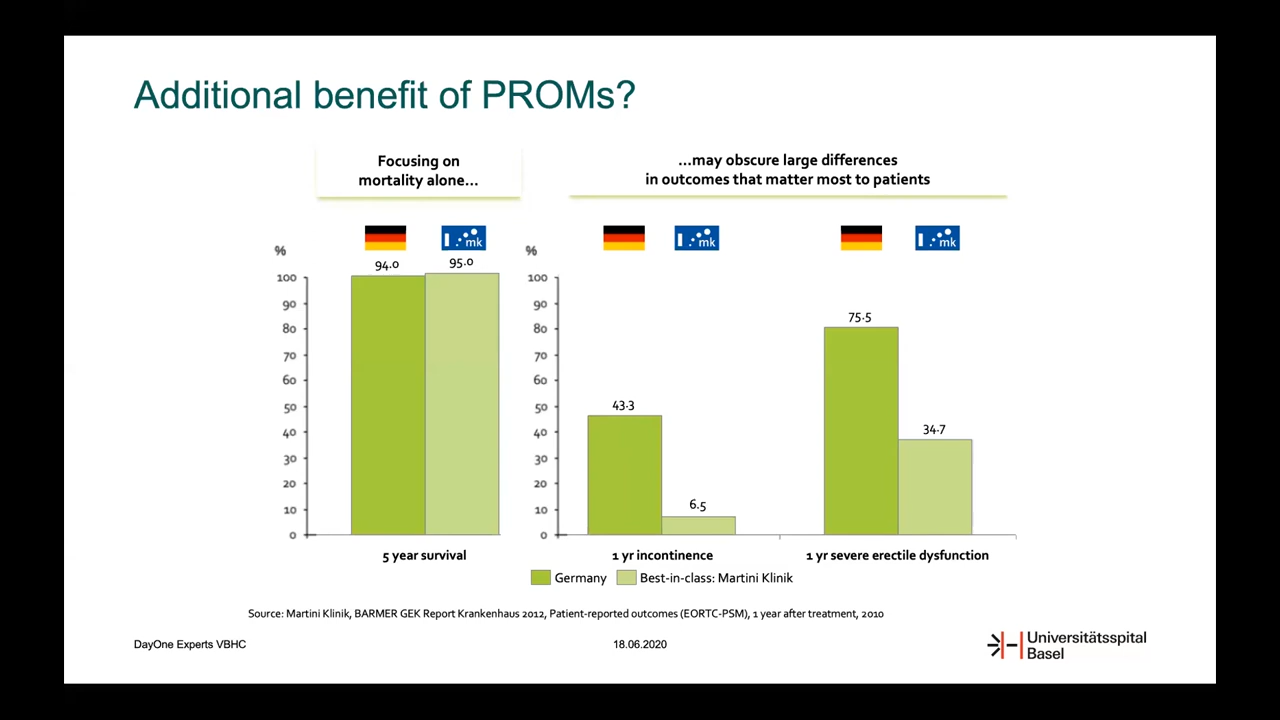 Additional benefit of PROMs?
Focusing on
mortality alone...
...may obscure large differences
in outcomes that matter most to patients
mk
mk
mk
%
94.0
95.0
100
90
80
70
60
50
40
30
20
10
0
5 year survival
%
100
90
80
70
60
50
40
30
20
10
0
43.3
6.5
75.5
34.7
1 yr incontinence
1 yr severe erectile dysfunction
Germany
Best-in-class: Martini Klinik
Source: Martini Klinik, BARMER GEK Report Krankenhaus 2012, Patient-reported outcomes (EORTC-PSM), 1 year after treatment, 2010
DayOne Experts VBHC
18.06.2020
Universitätsspital
Basel